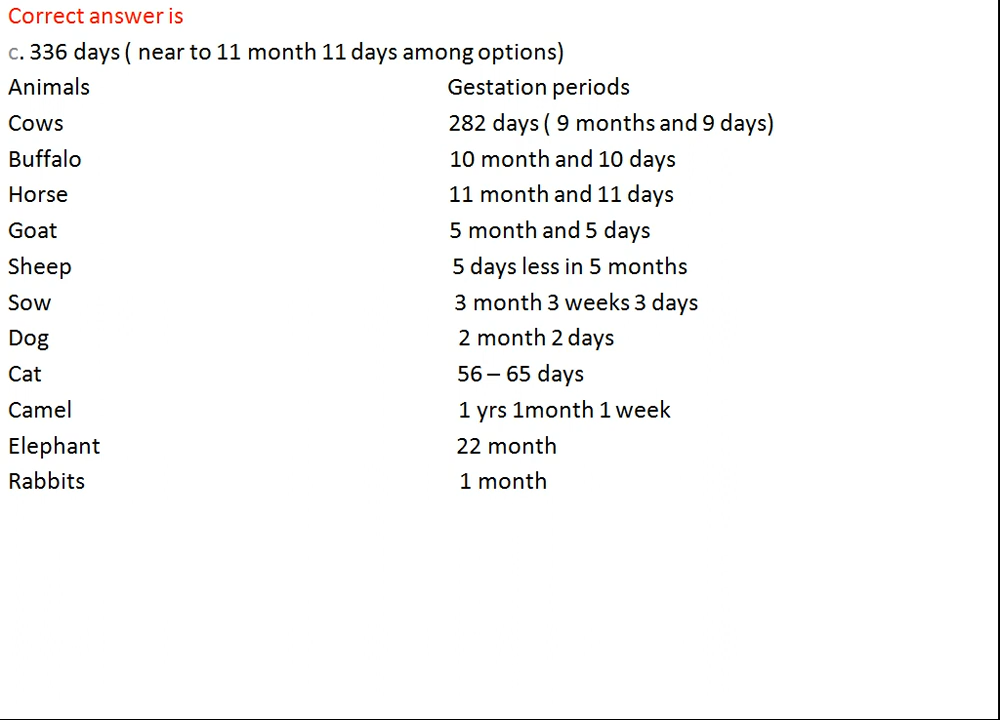 Correct answer is
c. 336 days ( near to 11 month 11 days among options)
Animals Gestation periods
Cows 282 days ( 9 months and 9 days)
Buffalo 10 month and 10 days
Horse 11 month and 11 days
Goat 5 month and 5 days
Sheep 5 days less in 5 months
Sow 3 month 3 weeks 3 days
Dog 2 month 2 days
Cat 56 – 65 days
Camel 1 yrs 1month 1 week
Elephant 22 month
Rabbits 1 month